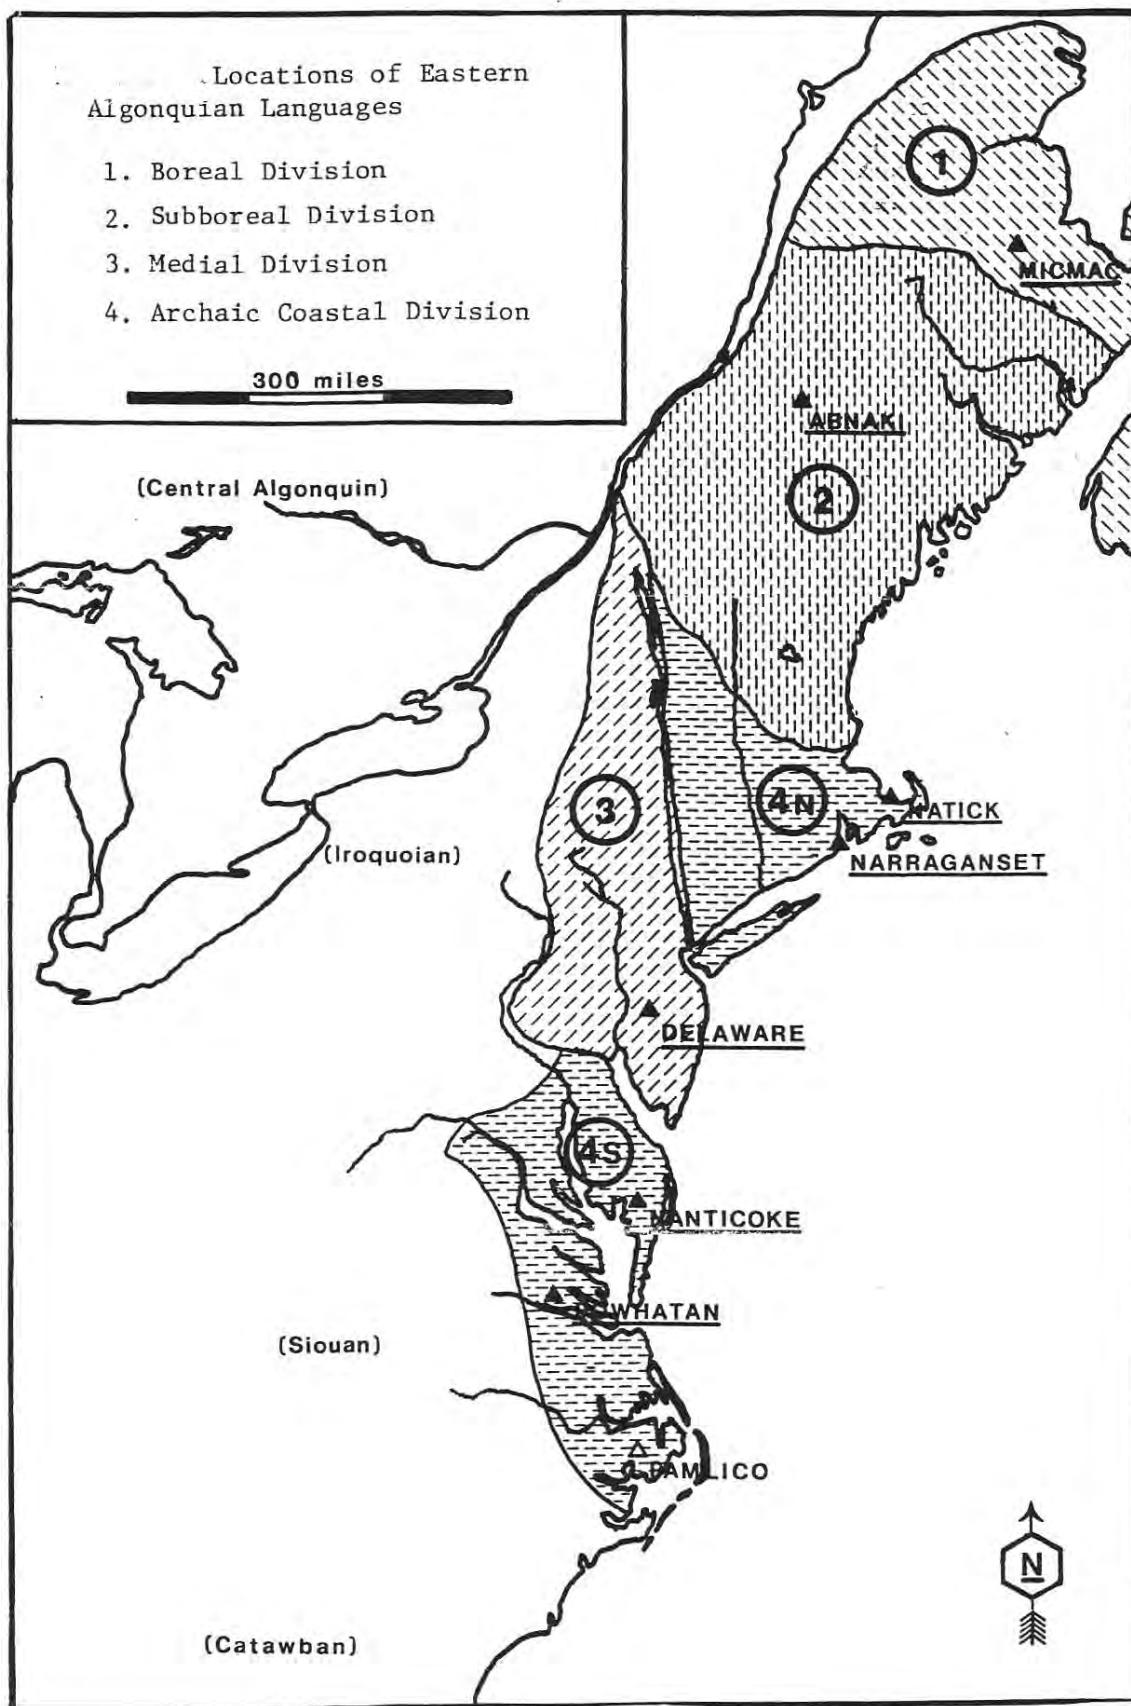 Locations of Eastern
Algonquian Languages
1. Boreal Division
2. Subboreal Division
3. Medial Division
4. Archaic Coastal Division
300 miles
1
MICMAC
ABNAKI
(Central Algonquin)
2
3
4N
NATICK
(Iroquoian)
NARRAGANSET
DELAWARE
4S
NANTICOKE
POWHATAN
(Siouan)
PAMLICO
N
(Catawban)